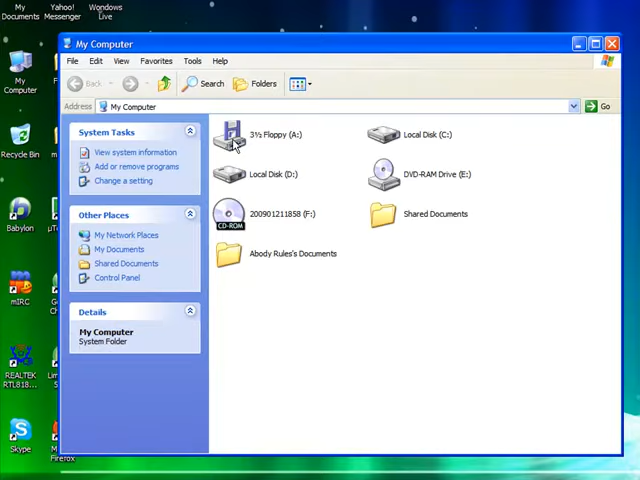 My
Documents
Yahoo!
Messenger
Windows
Live
My Computer
File Edit View Favorites Tools Help
Back Search Folders
Address My Computer Go
System Tasks
View system information
Add or remove programs
Change a setting
Other Places
My Network Places
My Documents
Shared Documents
Control Panel
Details
My Computer
System Folder
3½ Floppy (A:)
Local Disk (C:)
Local Disk (D:)
DVD-RAM Drive (E:)
CD-ROM
200901211858 (F:)
Shared Documents
Abody Rules's Documents
My
Computer
Recycle Bin
Babylon
mIRC
REALTEK
RTL818...
Skype
Firefox